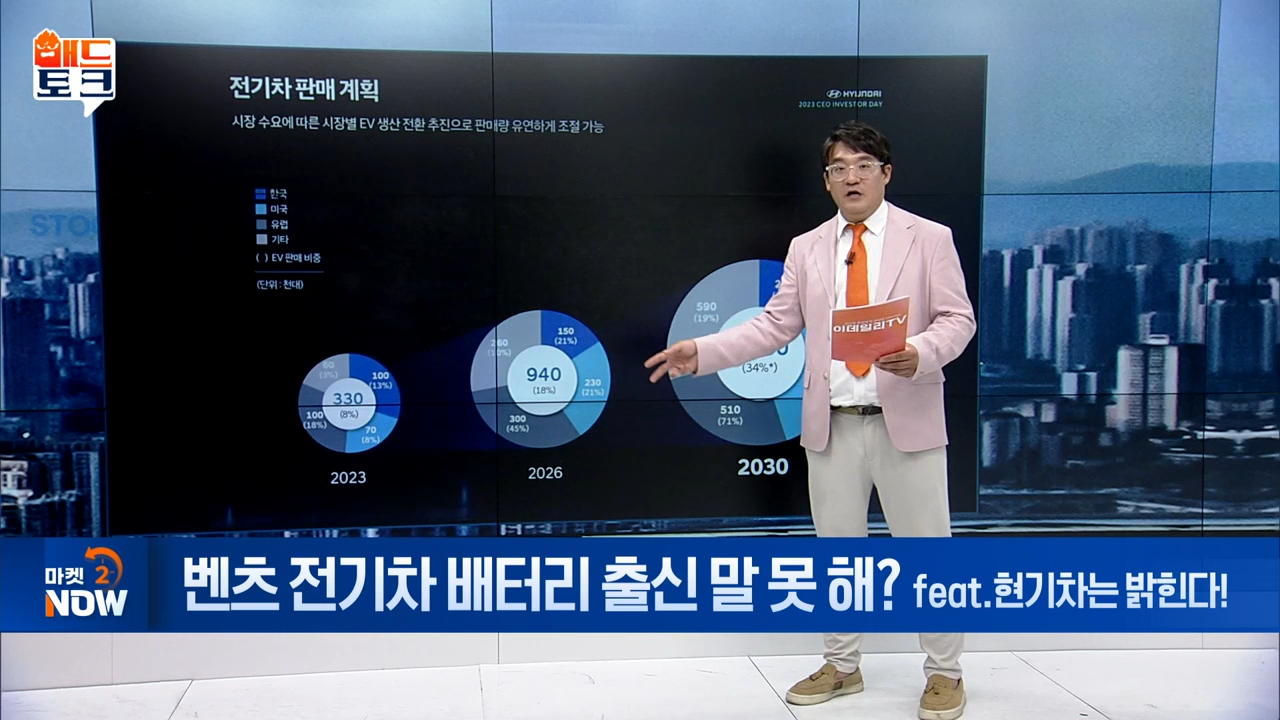 배드
토크
전기차 판매 계획
시장 수요에 따른 시장별 EV 생산 전환 추진으로 판매량 유연하게 조절 가능
HYUNDAI
2023 CEO INVESTOR DAY
한국
미국
유럽
기타
( ) EV 판매 비중
(단위 : 천대)
60
(3%)
100
(13%)
330
(8%)
100
(18%)
70
(8%)
2023
260
(10%)
150
(21%)
940
(18%)
230
(21%)
300
(45%)
2026
590
(19%)
(34%*)
510
(71%)
2030
이데일리TV
마켓 2
NOW
벤츠 전기차 배터리 출신 말 못 해? feat.현기차는 밝힌다!